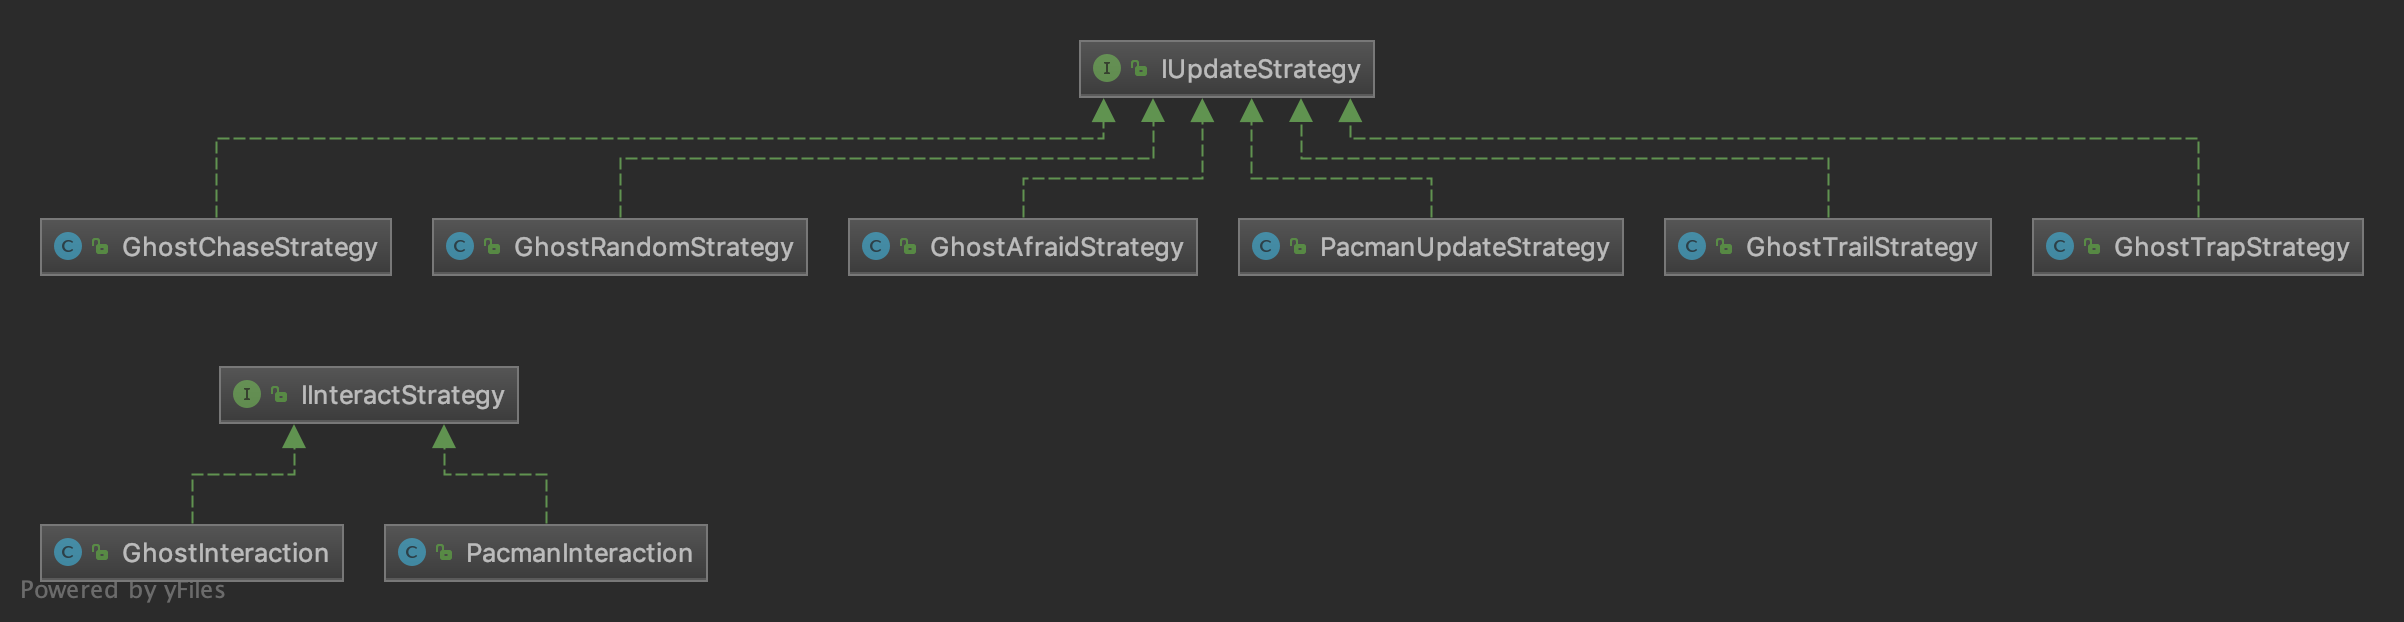 I IUpdateStrategy
C GhostChaseStrategy
C GhostRandomStrategy
C GhostAfraidStrategy
C PacmanUpdateStrategy
C GhostTrailStrategy
C GhostTrapStrategy
I IInteractStrategy
C GhostInteraction
C PacmanInteraction
Powered by yFiles